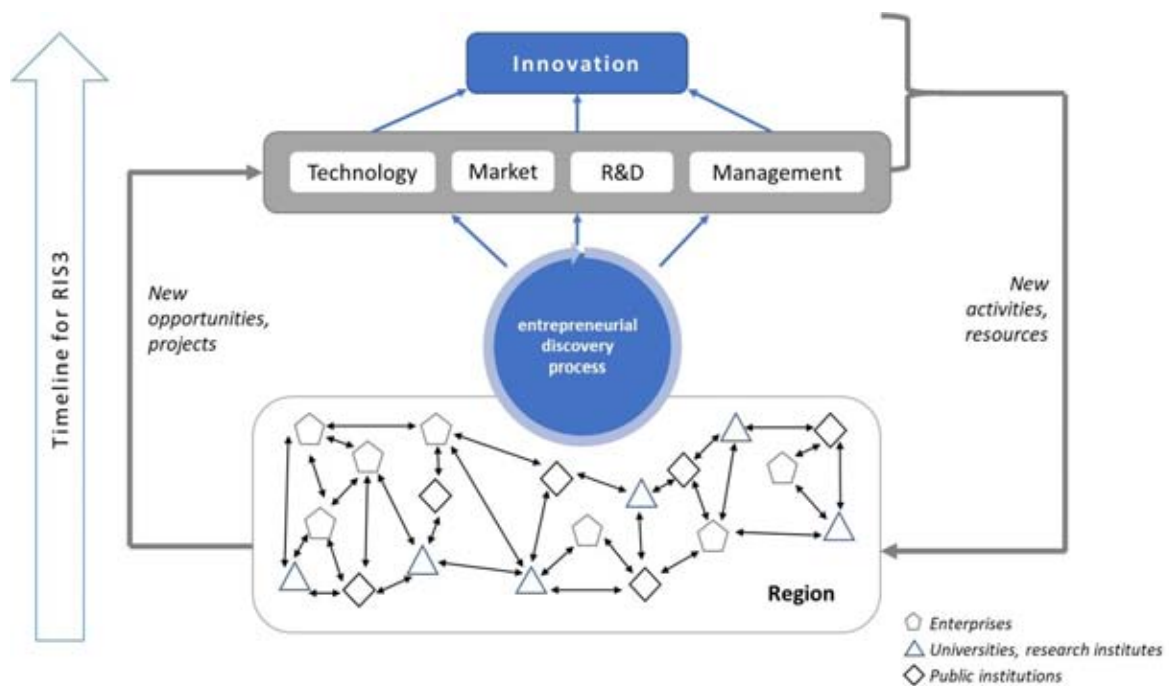 Innovation
Technology
Market
R&D
Management
Timeline for RIS3
New
opportunities,
projects
New
activities,
resources
entrepreneurial
discovery
process
Region
Enterprises
Universities, research institutes
Public institutions